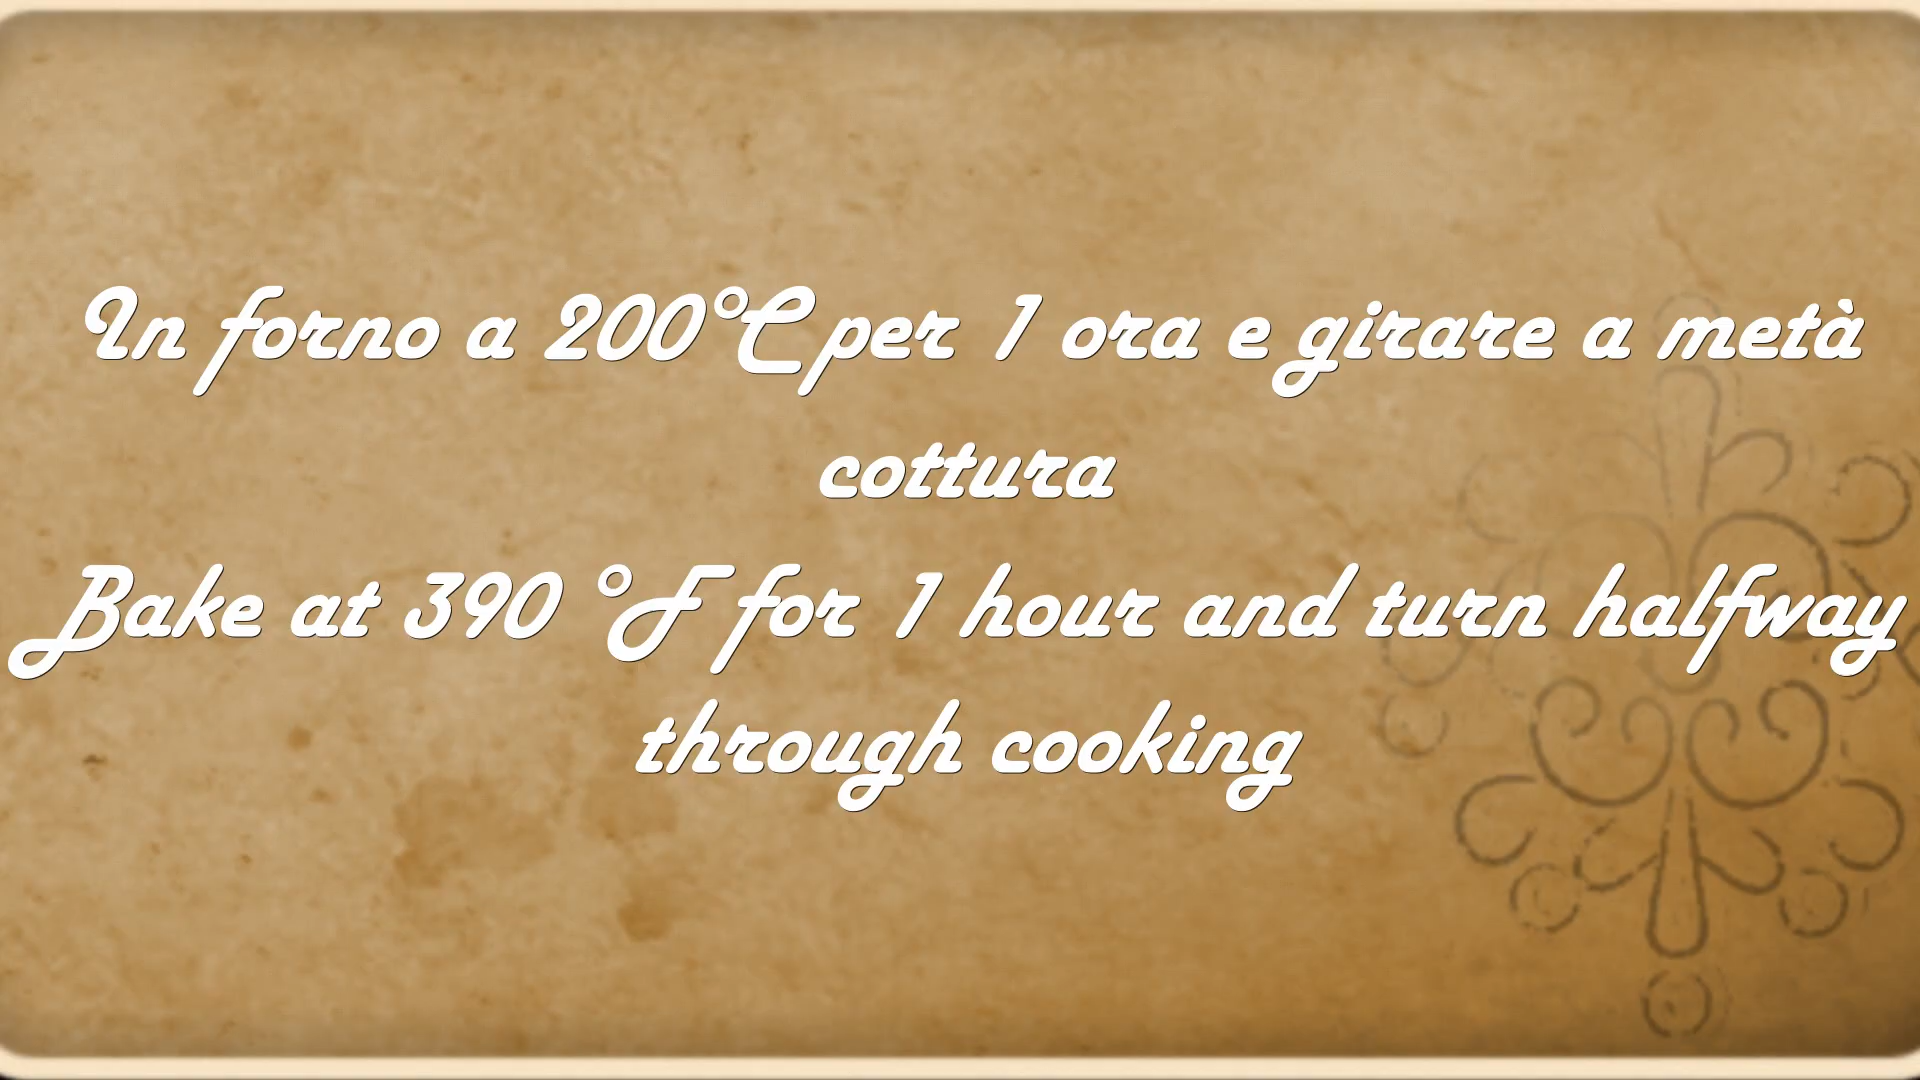 In forno a 200°C per 1 ora e girare a metà
cottura
Bake at 390 °F for 1 hour and turn halfway
through cooking